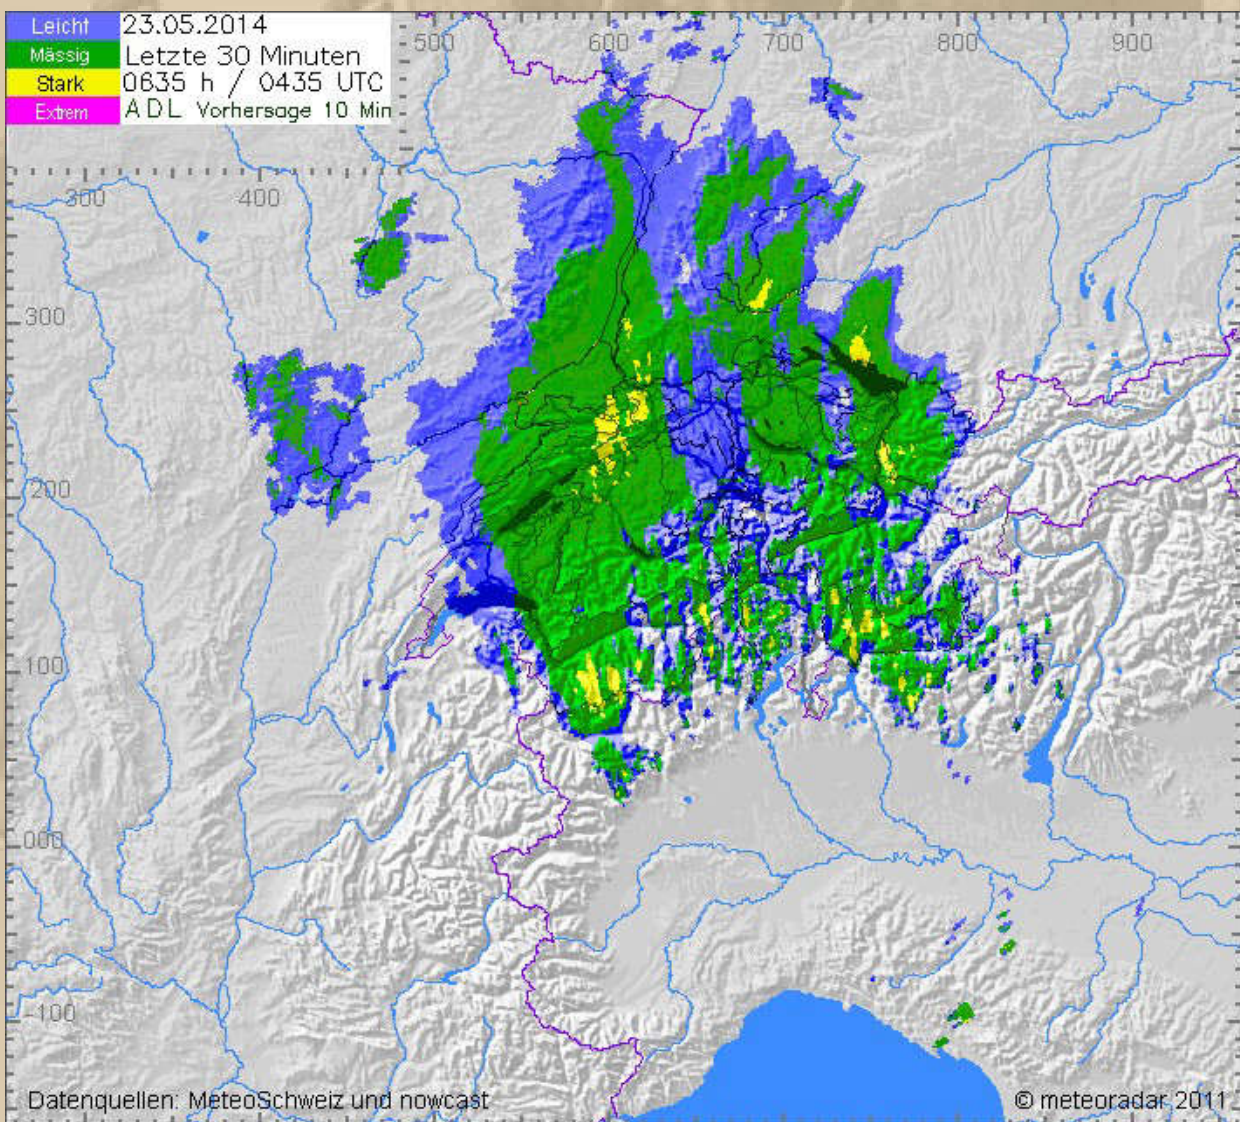 Leicht 23.05.2014
Mässig Letzte 30 Minuten
Stark 0635 h / 0435 UTC
Extrem ADL Vorhersage 10 Min
500 600 700 800 900
300 400
300
200
100
000
-100
Datenquellen: MeteoSchweiz und nowcast © meteoradar 2011